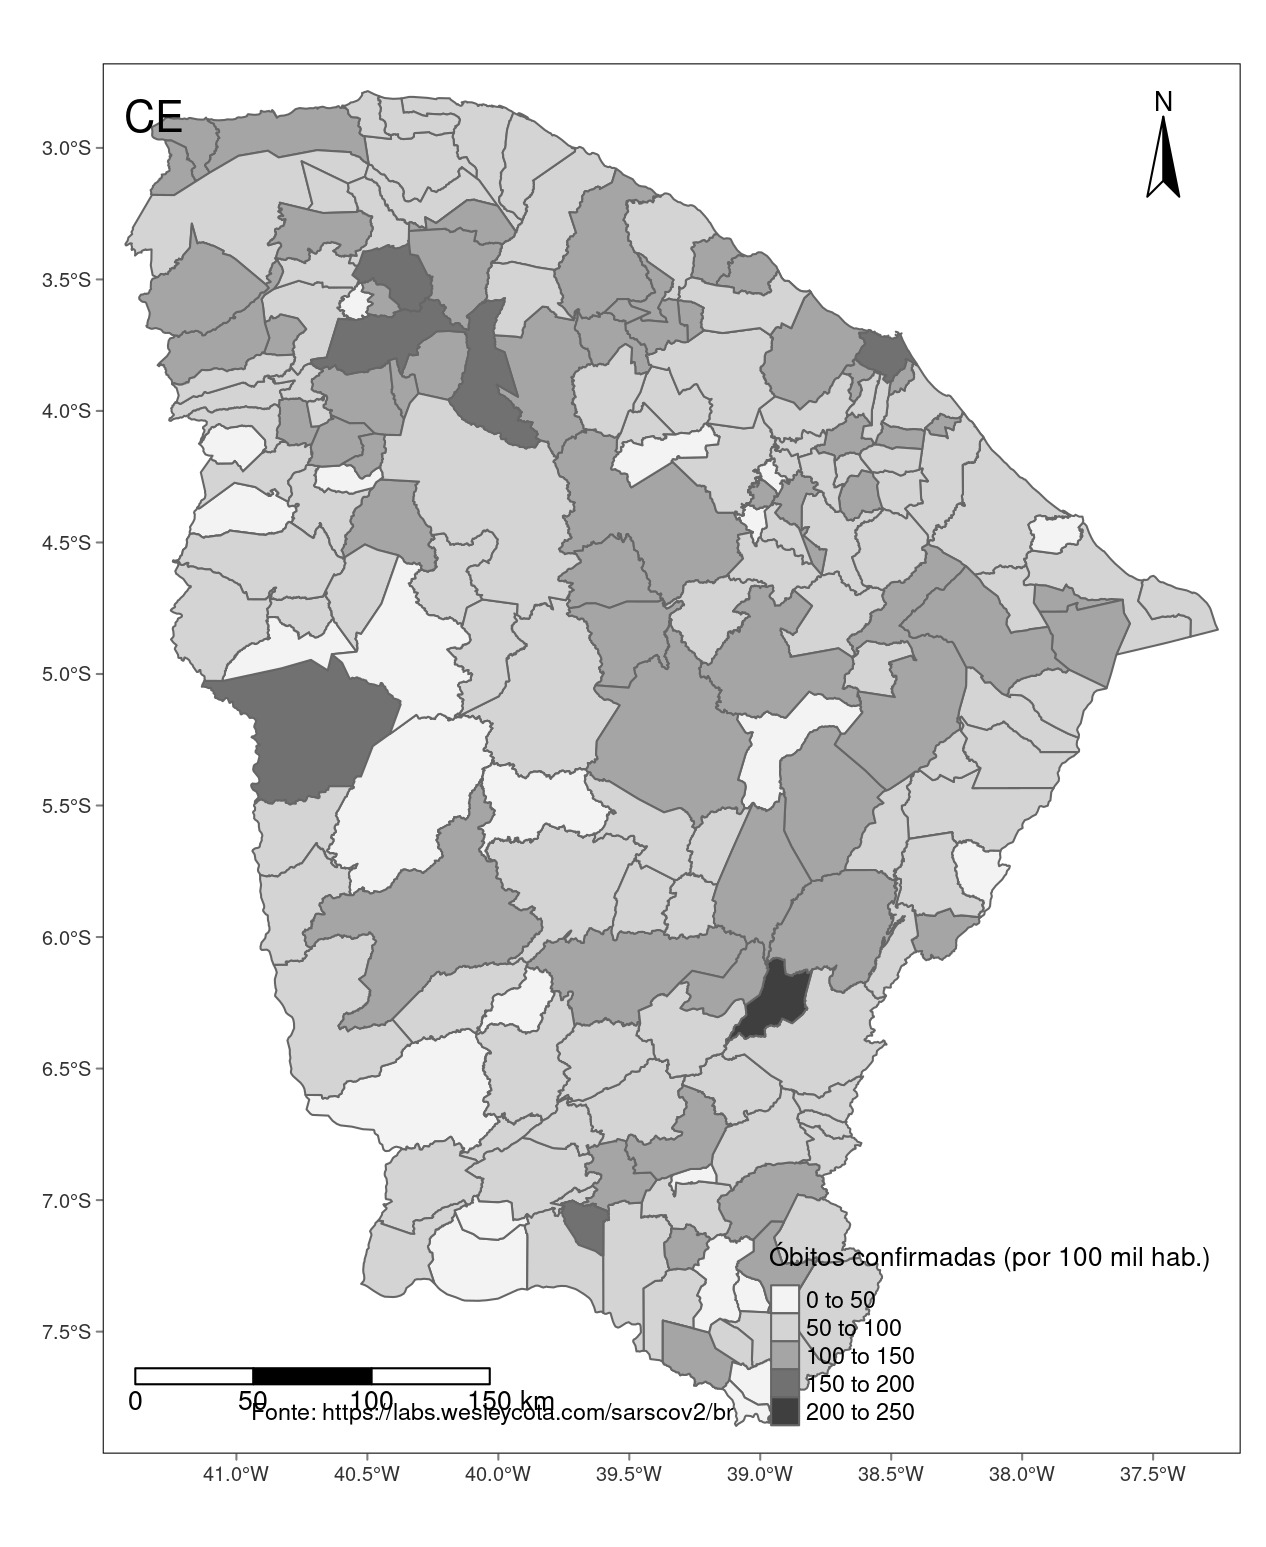 CE
N
3.0°S
3.5°S
4.0°S
4.5°S
5.0°S
5.5°S
6.0°S
6.5°S
7.0°S
7.5°S
Óbitos confirmadas (por 100 mil hab.)
0 to 50
50 to 100
100 to 150
150 to 200
200 to 250
0 50 100 150 km
Fonte: https://labs.wesleycota.com/sarscov2/br
41.0°W 40.5°W 40.0°W 39.5°W 39.0°W 38.5°W 38.0°W 37.5°W